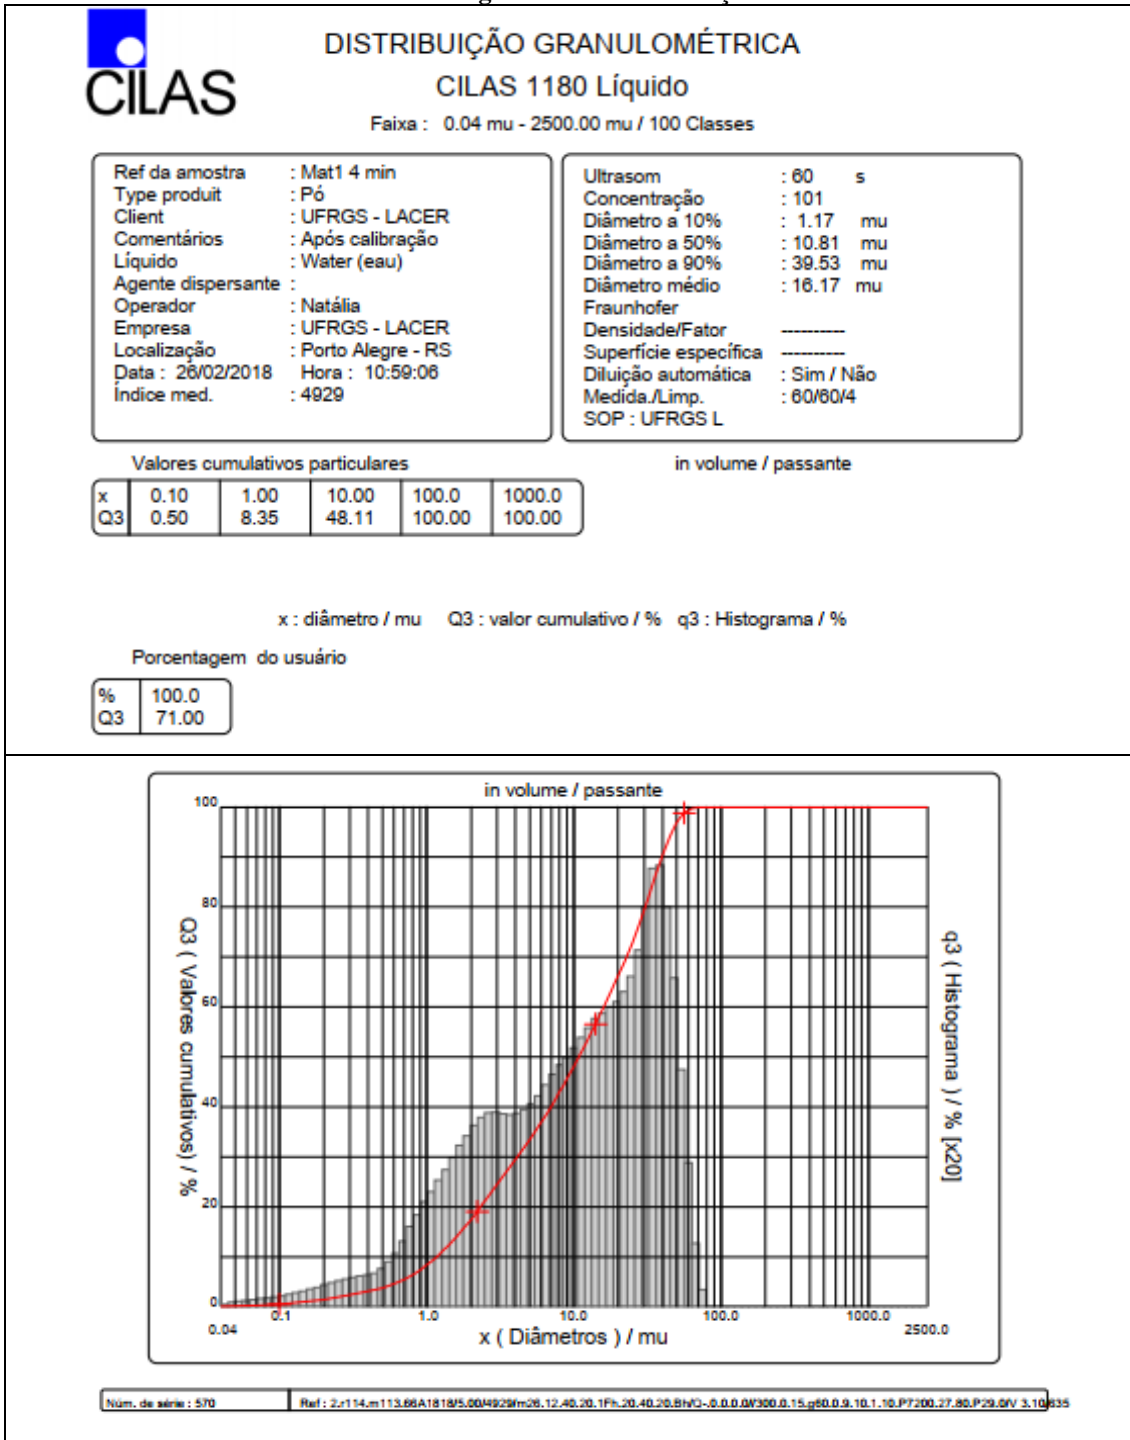 DISTRIBUIÇÃO GRANULOMÉTRICA
CILAS
CILAS 1180 Líquido
Faixa : 0.04 mu - 2500.00 mu / 100 Classes
Ref da amostra : Mat1 4 min
Type produit : Pó
Client : UFRGS - LACER
Comentários : Após calibração
Líquido : Water (eau)
Agente dispersante :
Operador : Natália
Empresa : UFRGS - LACER
Localização : Porto Alegre - RS
Data : 26/02/2018 Hora : 10:59:06
Índice med. : 4929
Ultrasom : 60 s
Concentração : 101
Diâmetro a 10% : 1.17 mu
Diâmetro a 50% : 10.81 mu
Diâmetro a 90% : 39.53 mu
Diâmetro médio : 16.17 mu
Fraunhofer
Densidade/Fator ----------
Superfície específica ----------
Diluição automática : Sim / Não
Medida./Limp. : 60/60/4
SOP : UFRGS L
Valores cumulativos particulares in volume / passante
x 0.10 1.00 10.00 100.0 1000.0
Q3 0.50 8.35 48.11 100.00 100.00
x : diâmetro / mu Q3 : valor cumulativo / % q3 : Histograma / %
Porcentagem do usuário
% 100.0
Q3 71.00
in volume / passante
100
80
60
40
20
0
Q3 ( Valores cumulativos) / %
q3 ( Histograma ) / % [x20]
0.04 0.1 1.0 10.0 100.0 1000.0 2500.0
x ( Diâmetros ) / mu
Núm. de série : 570